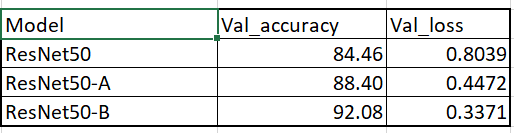 Model Val_accuracy Val_loss
ResNet50 84.46 0.8039
ResNet50-A 88.40 0.4472
ResNet50-B 92.08 0.3371